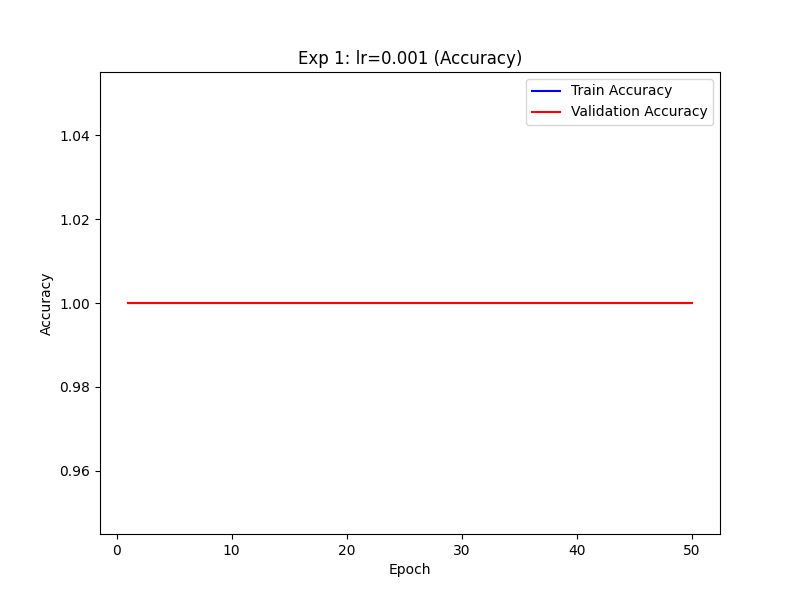 Exp 1: lr=0.001 (Accuracy)
Train Accuracy
Validation Accuracy
1.04
1.02
1.00
0.98
0.96
Accuracy
0 10 20 30 40 50
Epoch